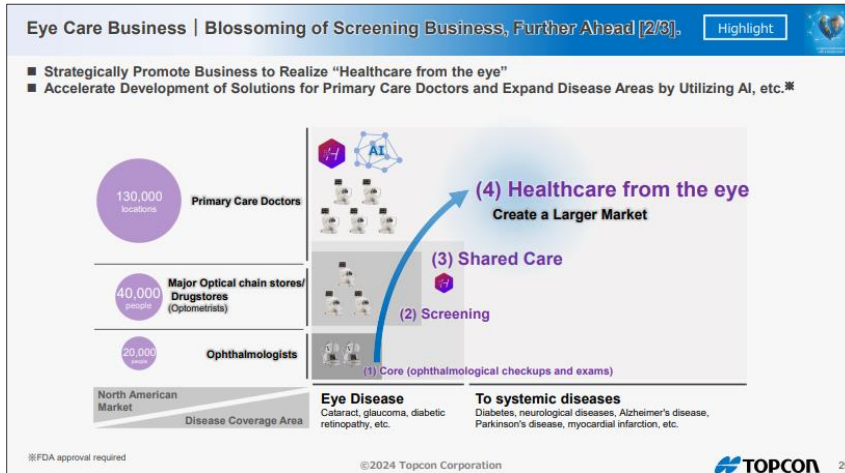 Eye Care Business | Blossoming of Screening Business, Further Ahead [2/3].
Highlight
■ Strategically Promote Business to Realize “Healthcare from the eye”
■ Accelerate Development of Solutions for Primary Care Doctors and Expand Disease Areas by Utilizing AI, etc.※
130,000
locations
Primary Care Doctors
AI
(4) Healthcare from the eye
Create a Larger Market
(3) Shared Care
40,000
people
Major Optical chain stores/
Drugstores
(Optometrists)
(2) Screening
20,000
people
Ophthalmologists
(1) Core (ophthalmological checkups and exams)
North American
Market
Disease Coverage Area
Eye Disease
Cataract, glaucoma, diabetic
retinopathy, etc.
To systemic diseases
Diabetes, neurological diseases, Alzheimer's disease,
Parkinson's disease, myocardial infarction, etc.
※FDA approval required
©2024 Topcon Corporation
TOPCON